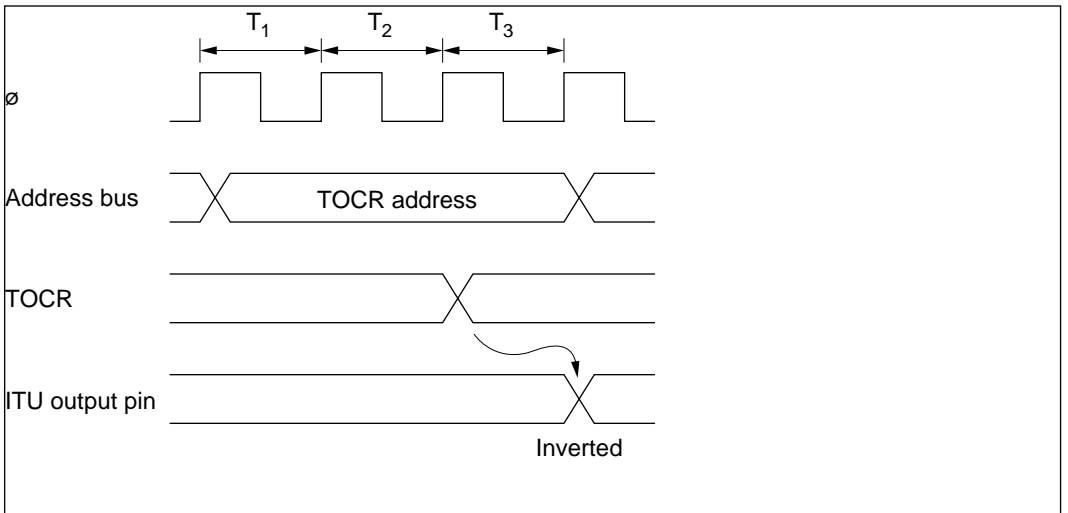 T1 T2 T3
ø
Address bus TOCR address
TOCR
ITU output pin
Inverted